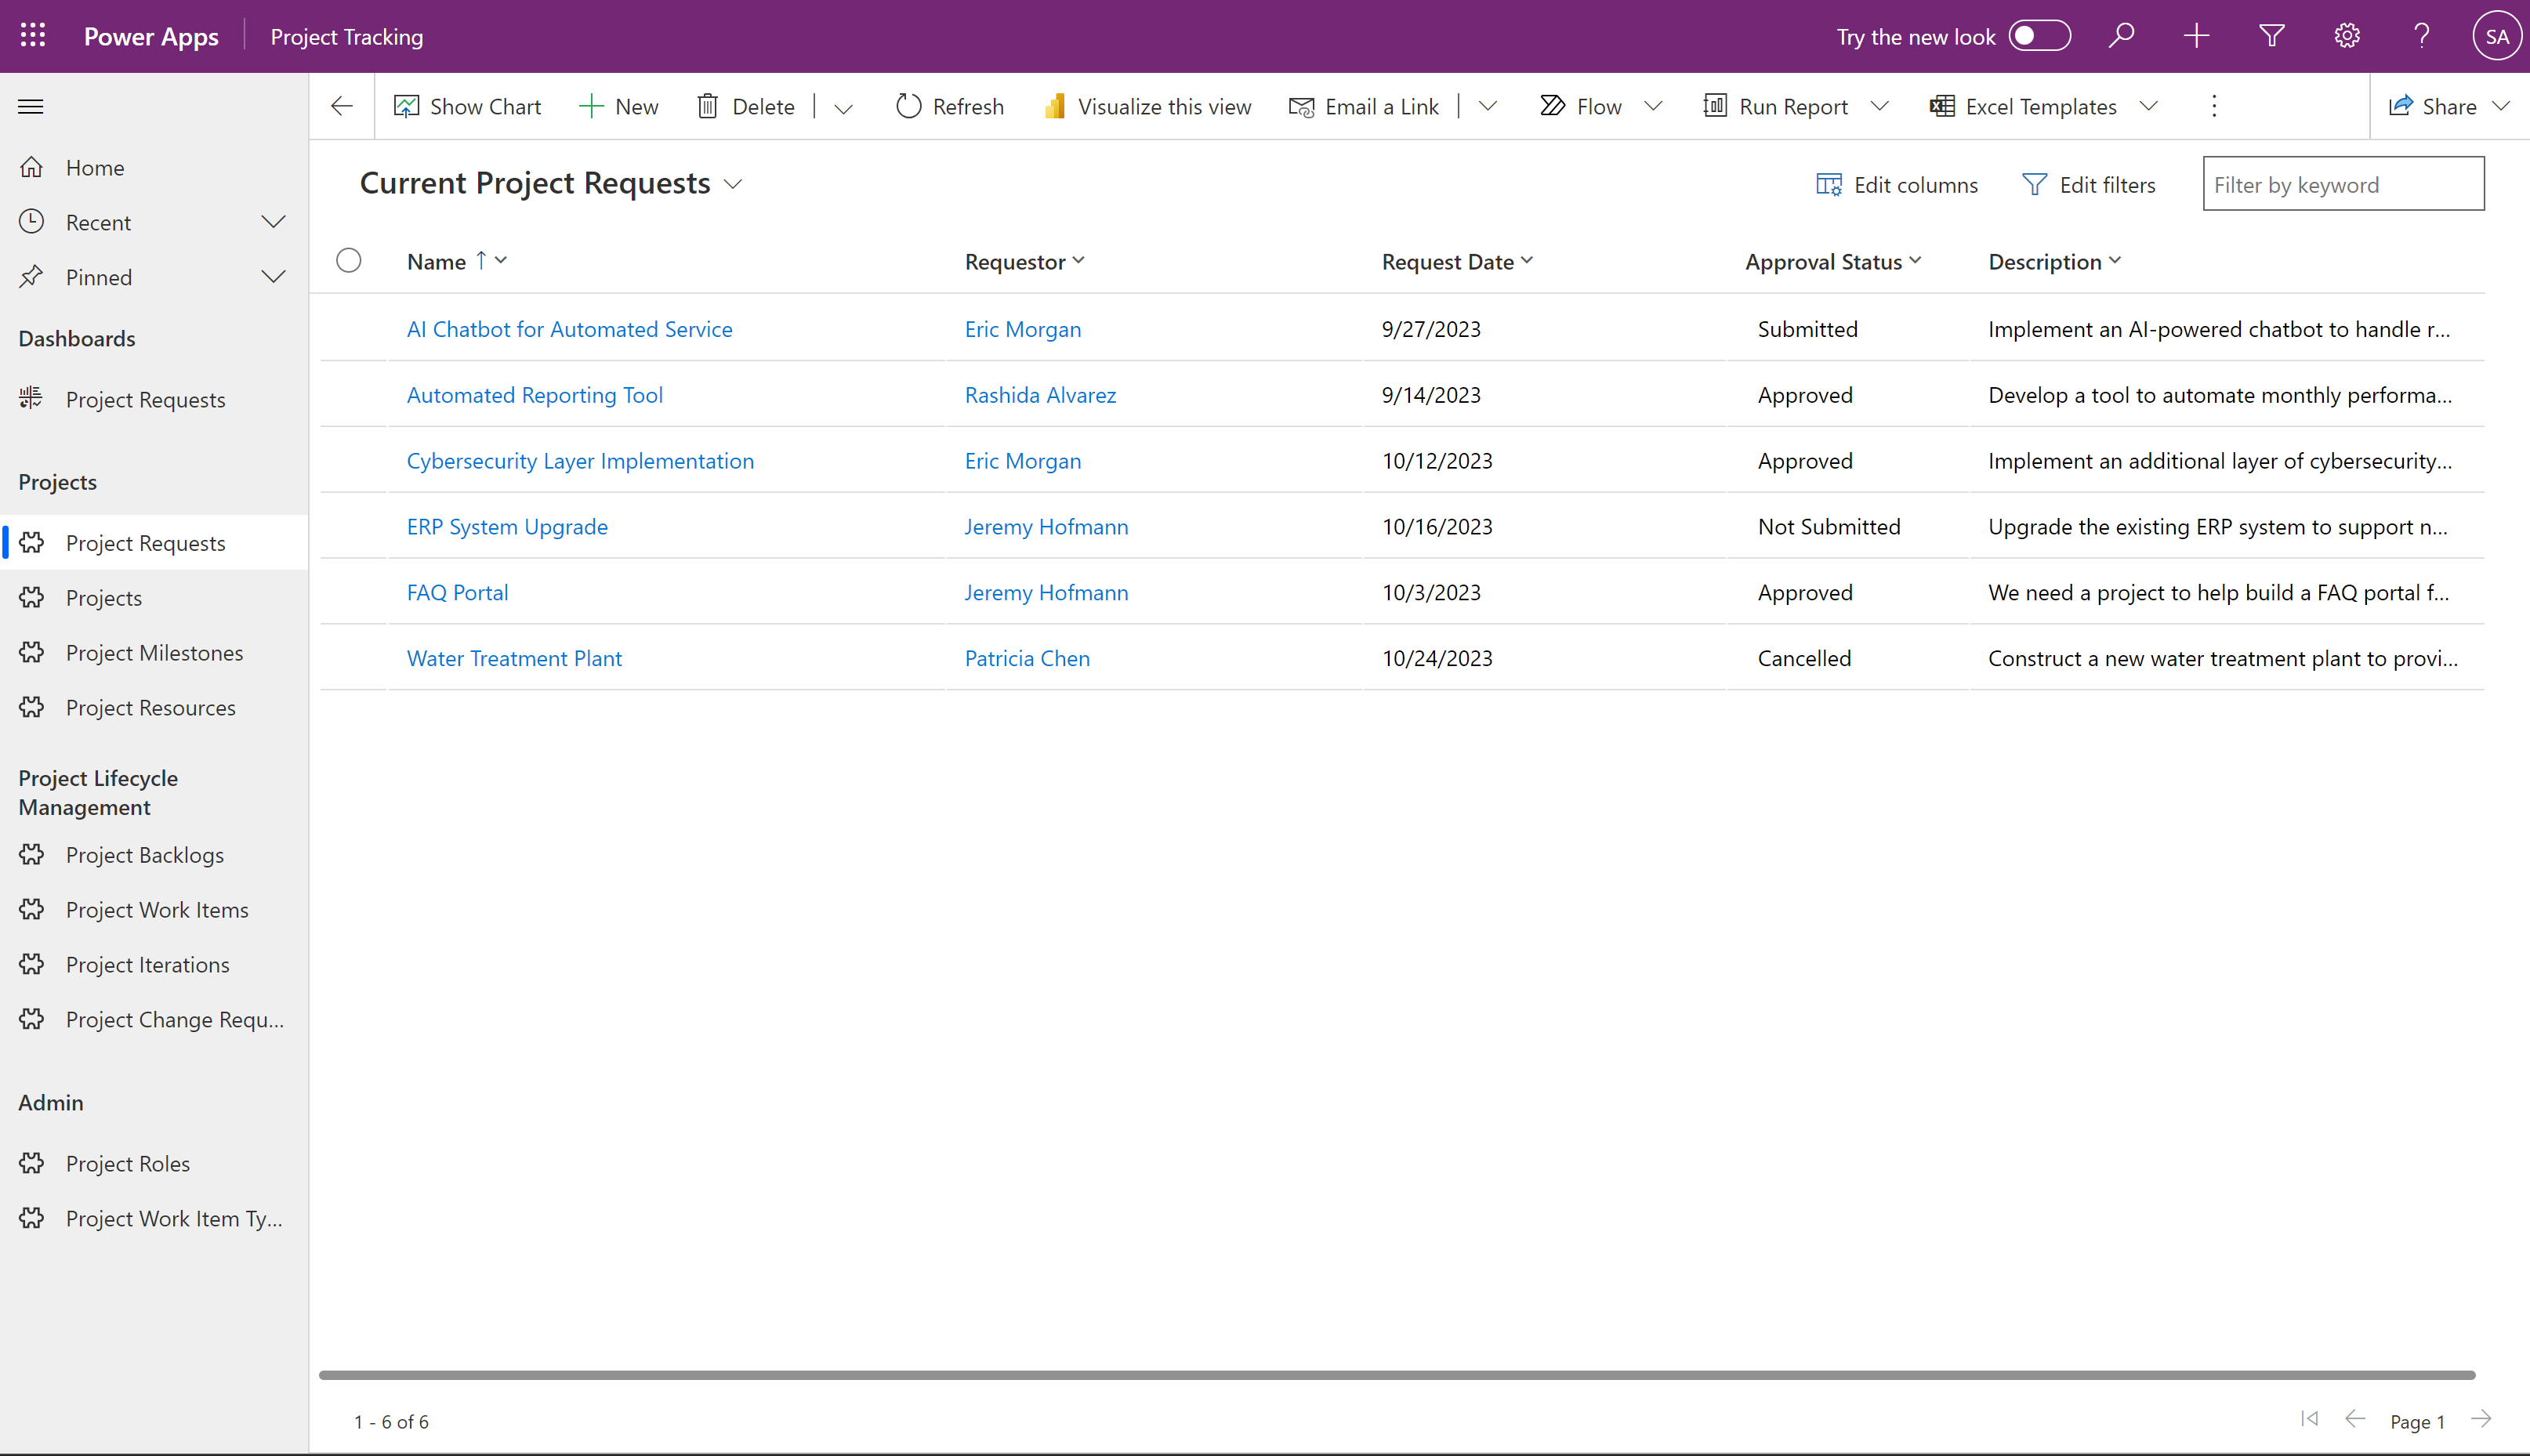 Power Apps
Project Tracking
Try the new look
SA
Show Chart
New
Delete
Refresh
Visualize this view
Email a Link
Flow
Run Report
Excel Templates
Share
Home
Recent
Pinned
Dashboards
Project Requests
Projects
Project Requests
Projects
Project Milestones
Project Resources
Project Lifecycle
Management
Project Backlogs
Project Work Items
Project Iterations
Project Change Requ...
Admin
Project Roles
Project Work Item Ty...
Current Project Requests
Edit columns
Edit filters
Filter by keyword
Name Requestor Request Date Approval Status Description
AI Chatbot for Automated Service Eric Morgan 9/27/2023 Submitted Implement an AI-powered chatbot to handle r...
Automated Reporting Tool Rashida Alvarez 9/14/2023 Approved Develop a tool to automate monthly performa...
Cybersecurity Layer Implementation Eric Morgan 10/12/2023 Approved Implement an additional layer of cybersecurity...
ERP System Upgrade Jeremy Hofmann 10/16/2023 Not Submitted Upgrade the existing ERP system to support n...
FAQ Portal Jeremy Hofmann 10/3/2023 Approved We need a project to help build a FAQ portal f...
Water Treatment Plant Patricia Chen 10/24/2023 Cancelled Construct a new water treatment plant to provi...
1 - 6 of 6
Page 1